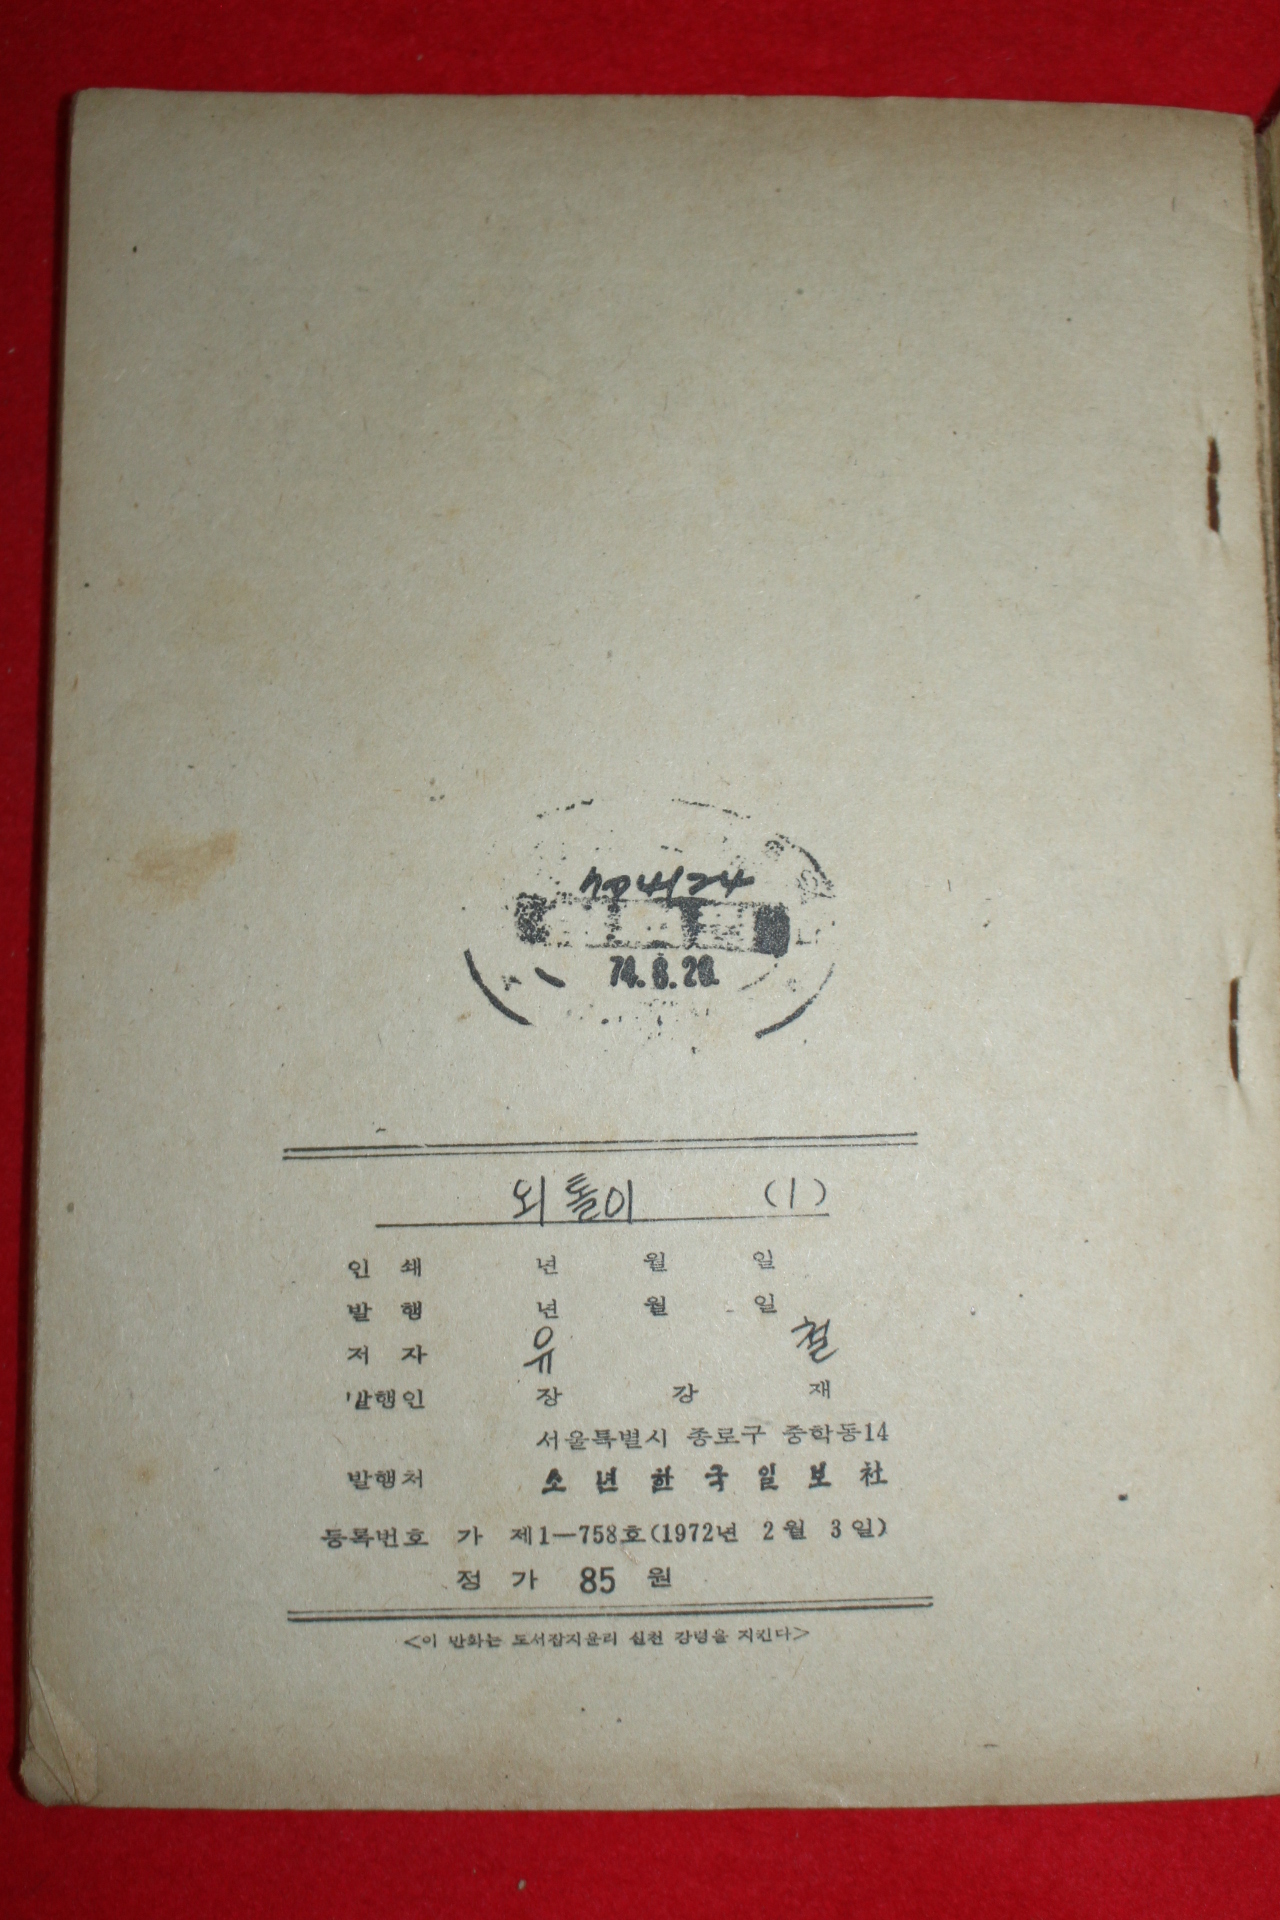 74.6.20.
외톨이 (1)
인 쇄 년 월 일
발 행 년 월 일
저 자 유 철
발행인 장 강 재
서울특별시 종로구 중학동14
발행처 소년한국일보社
등록번호 가 제1—758호(1972년 2월 3일)
정 가 85 원
<이 만화는 도서잡지윤리 실천 강령을 지킨다>